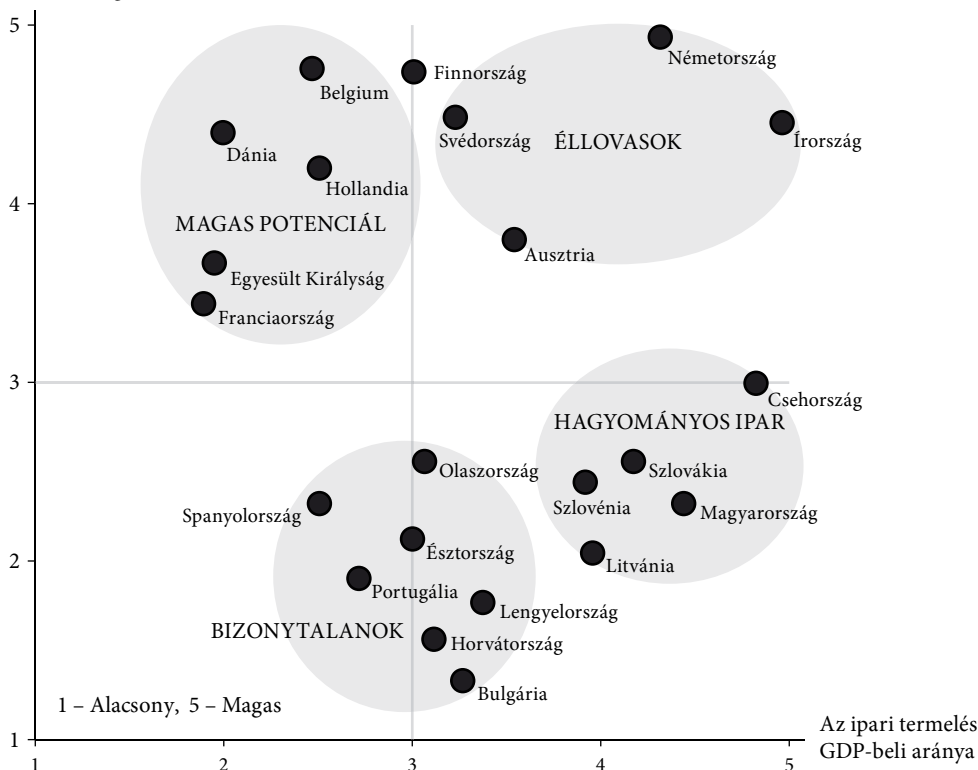 5
Németország
Finnország
Belgium
Svédország
ÉLLOVASOK
Írország
Dánia
Hollandia
4
MAGAS POTENCIÁL
Ausztria
Egyesült Királyság
Franciaország
3
Csehország
HAGYOMÁNYOS IPAR
Olaszország
Szlovákia
Szlovénia
Magyarország
Spanyolország
Észtország
2
Litvánia
Portugália
Lengyelország
BIZONYTALANOK
Horvátország
Bulgária
1 – Alacsony, 5 – Magas
1
Az ipari termelés
GDP-beli aránya
1 2 3 4 5